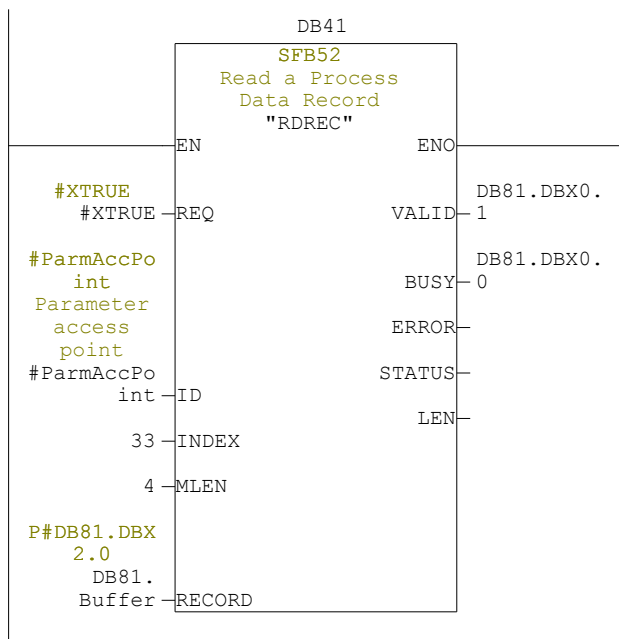 DB41
SFB52
Read a Process
Data Record
"RDREC"
EN ENO
#XTRUE
#XTRUE REQ
DB81.DBX0.
VALID 1
#ParmAccPo
int
Parameter
access
point
#ParmAccPo
int ID
DB81.DBX0.
BUSY 0
ERROR
STATUS
LEN
33 INDEX
4 MLEN
P#DB81.DBX
2.0
DB81.
Buffer RECORD